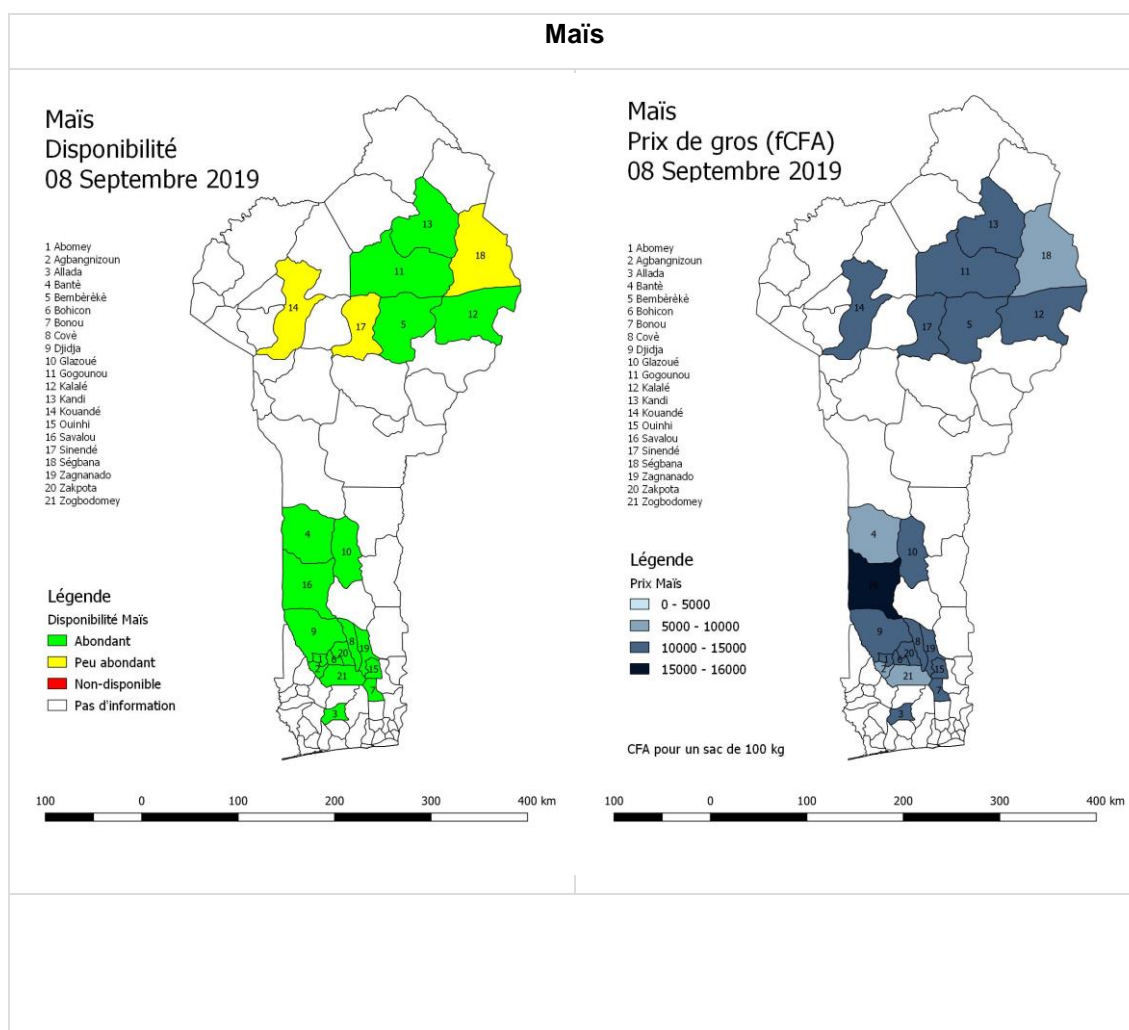 Maïs
Maïs
Disponibilité
08 Septembre 2019
1 Abomey
2 Agbangnizoun
3 Allada
4 Bantè
5 Bembèrèkè
6 Bohicon
7 Bonou
8 Covè
9 Djidja
10 Glazoué
11 Gogounou
12 Kalalé
13 Kandi
14 Kouandé
15 Ouinhi
16 Savalou
17 Sinendé
18 Ségbana
19 Zagnanado
20 Zakpota
21 Zogbodomey
13
18
11
14
17
5
12
4
10
16
9
8
20
19
15
21
7
3
Légende
Disponibilité Maïs
Abondant
Peu abondant
Non-disponible
Pas d'information
100 0 100 200 300 400 km
Maïs
Prix de gros (fCFA)
08 Septembre 2019
1 Abomey
2 Agbangnizoun
3 Allada
4 Bantè
5 Bembèrèkè
6 Bohicon
7 Bonou
8 Covè
9 Djidja
10 Glazoué
11 Gogounou
12 Kalalé
13 Kandi
14 Kouandé
15 Ouinhi
16 Savalou
17 Sinendé
18 Ségbana
19 Zagnanado
20 Zakpota
21 Zogbodomey
13
18
11
14
17
5
12
4
10
9
8
20
19
15
21
7
3
Légende
Prix Maïs
0 - 5000
5000 - 10000
10000 - 15000
15000 - 16000
CFA pour un sac de 100 kg
100 0 100 200 300 400 km